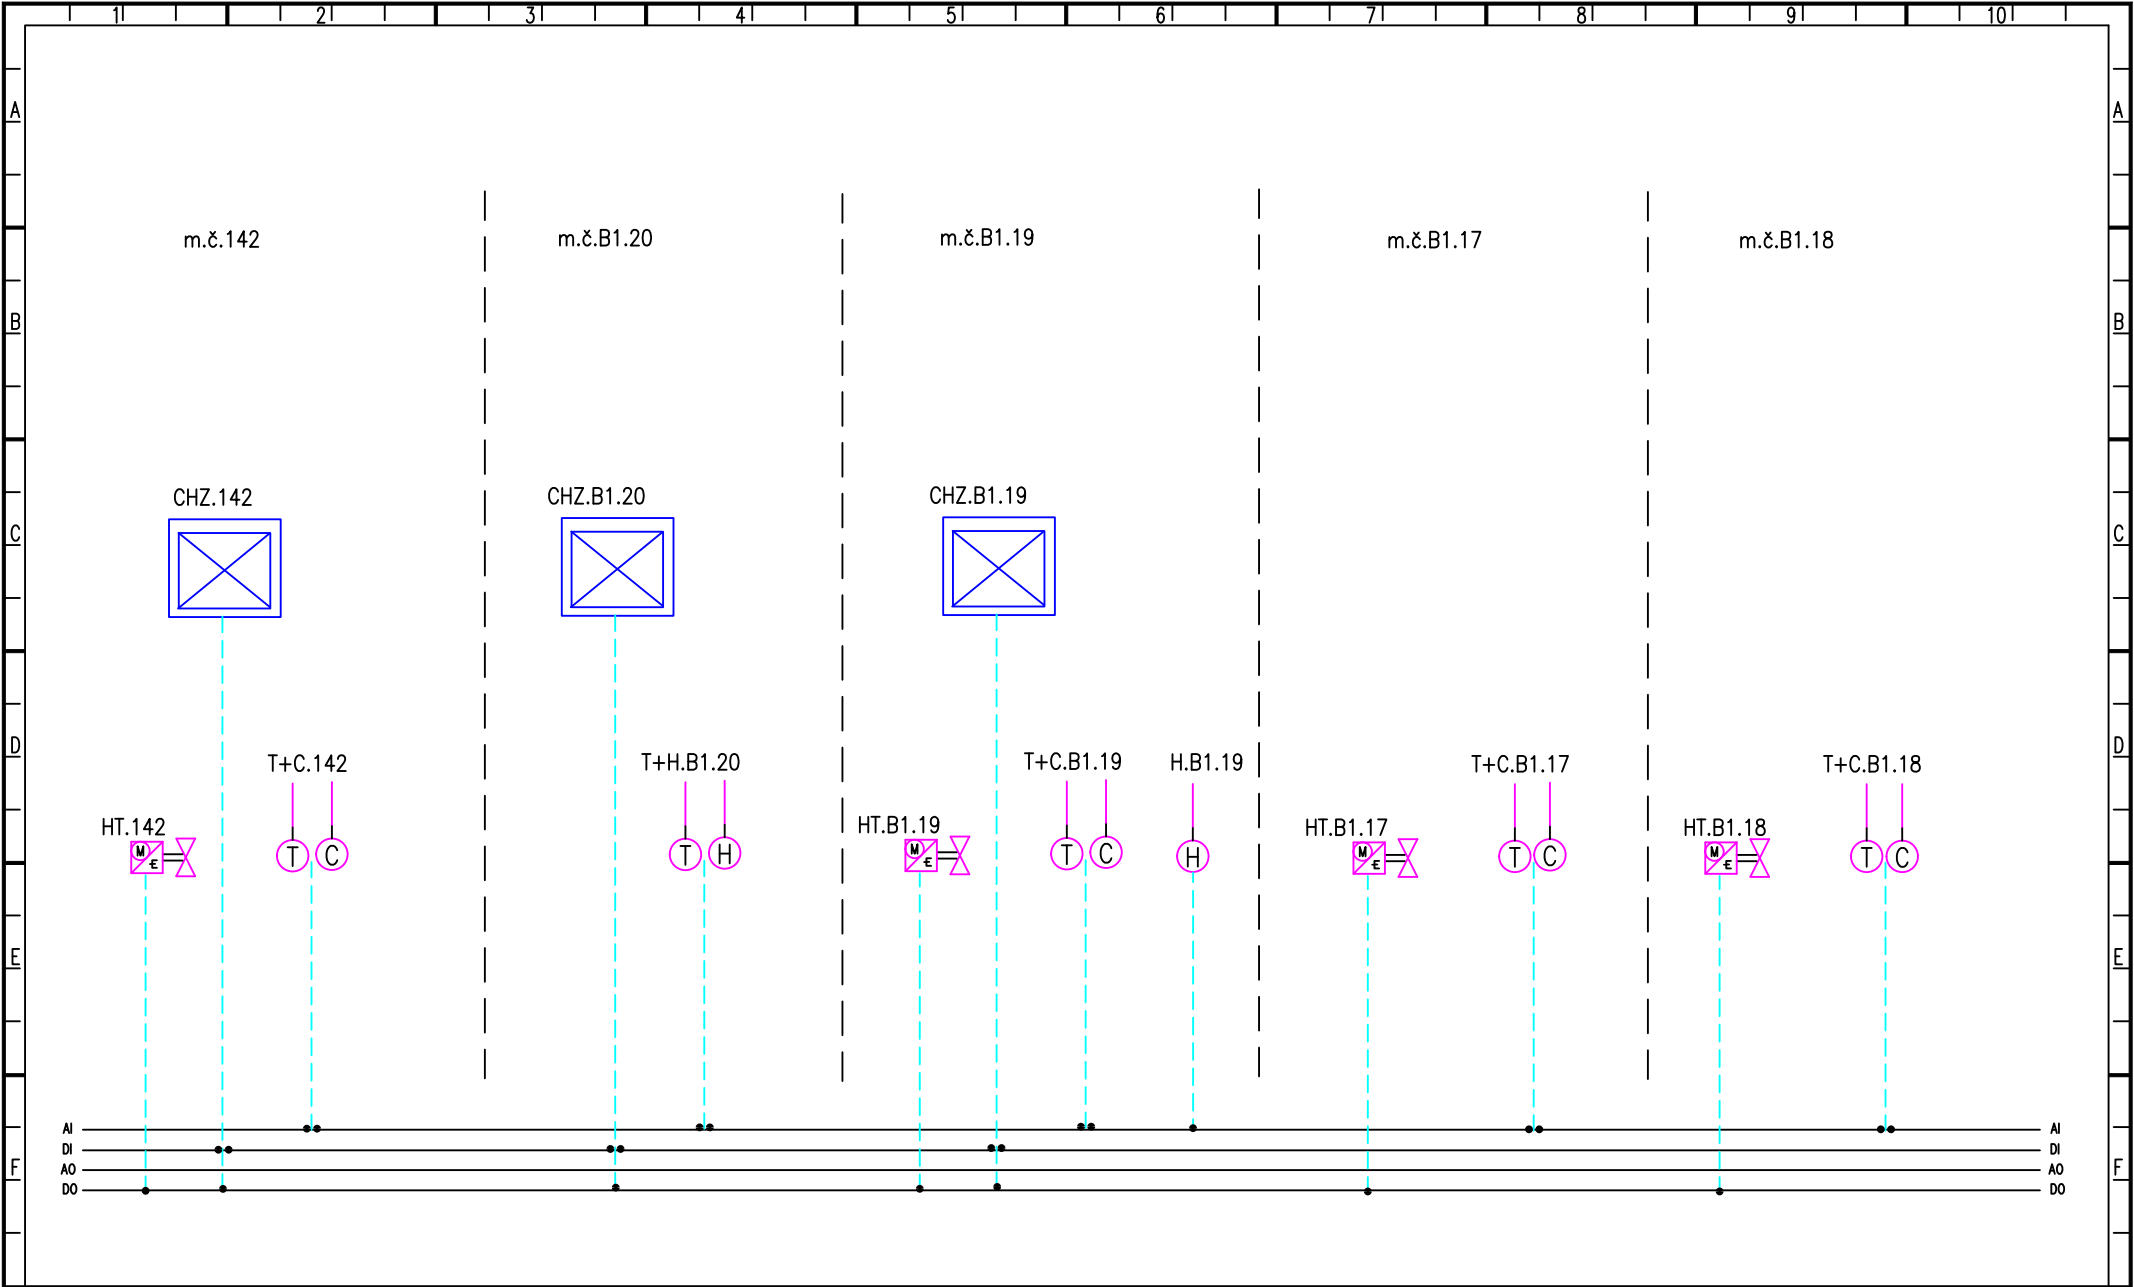 1 2 3 4 5 6 7 8 9 10
A A
m.č.142 m.č.B1.20 m.č.B1.19 m.č.B1.17 m.č.B1.18
B B
CHZ.142 CHZ.B1.20 CHZ.B1.19
C C
D D
T+C.142 T+H.B1.20 T+C.B1.19 H.B1.19 T+C.B1.17 T+C.B1.18
HT.142 HT.B1.19 HT.B1.17 HT.B1.18
M E T C T H M E T C H M E T C M E T C
E E
AI AI
DI DI
F AO AO F
DO DO